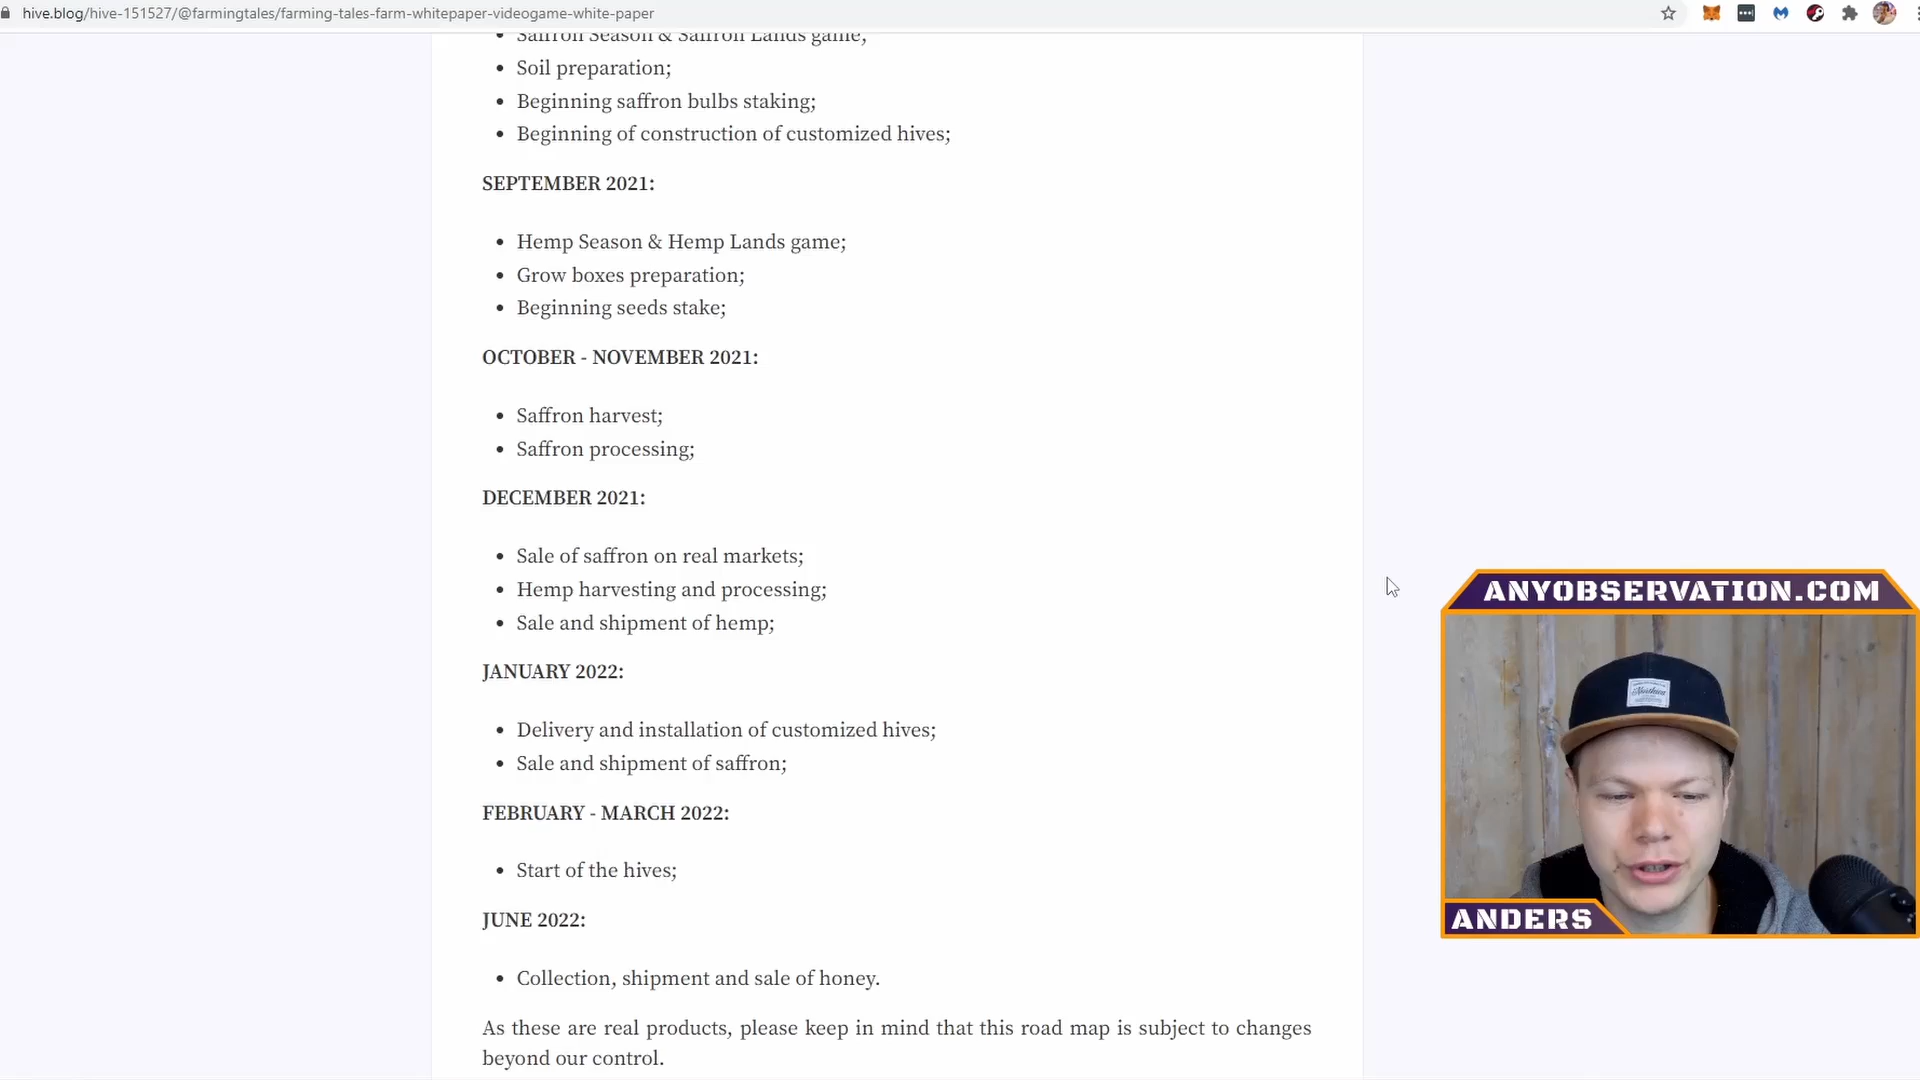 hive.blog/hive-151527/@farmingtales/farming-tales-farm-whitepaper-videogame-white-paper
Saffron Season & Saffron Lands game;
Soil preparation;
Beginning saffron bulbs staking;
Beginning of construction of customized hives;
SEPTEMBER 2021:
Hemp Season & Hemp Lands game;
Grow boxes preparation;
Beginning seeds stake;
OCTOBER - NOVEMBER 2021:
Saffron harvest;
Saffron processing;
DECEMBER 2021:
Sale of saffron on real markets;
Hemp harvesting and processing;
Sale and shipment of hemp;
JANUARY 2022:
Delivery and installation of customized hives;
Sale and shipment of saffron;
FEBRUARY - MARCH 2022:
Start of the hives;
JUNE 2022:
Collection, shipment and sale of honey.
As these are real products, please keep in mind that this road map is subject to changes
beyond our control.
ANYOBSERVATION.COM
ANDERS